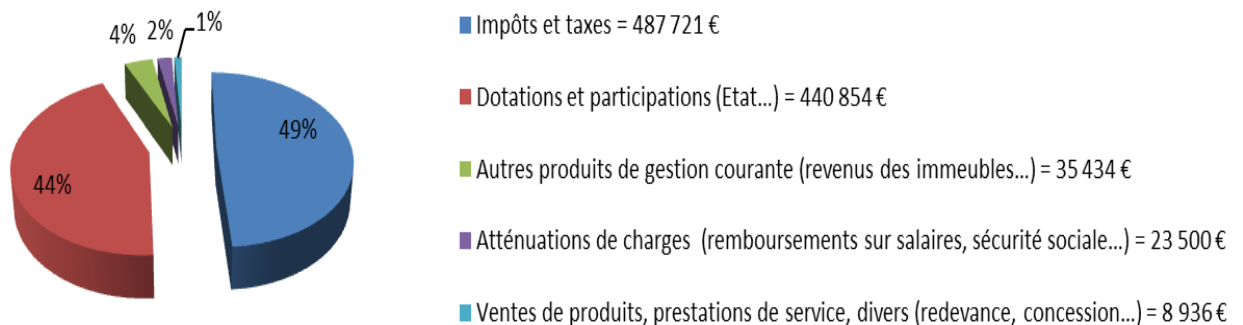 4%
2%
1%
49%
44%
Impôts et taxes = 487 721 €
Dotations et participations (Etat...) = 440 854 €
Autres produits de gestion courante (revenus des immeubles...) = 35 434 €
Atténuations de charges (remboursements sur salaires, sécurité sociale...) = 23 500 €
Ventes de produits, prestations de service, divers (redevance, concession...) = 8 936 €